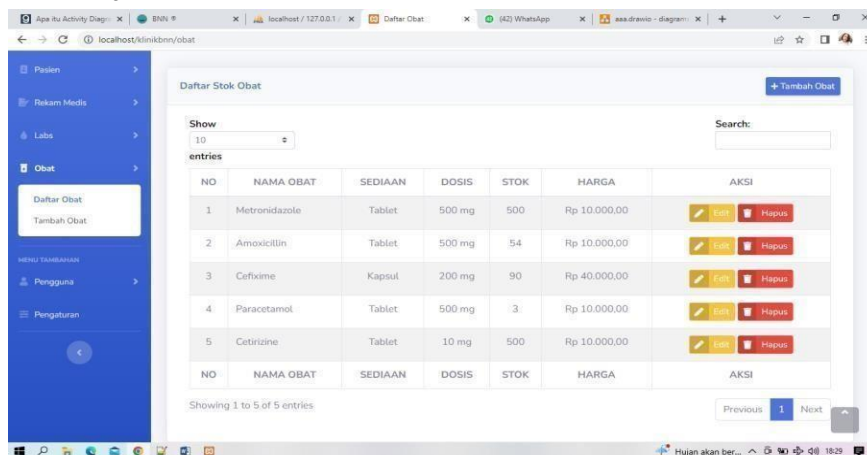 Apa itu Activity Diagra
BNN
localhost / 127.0.0.1 /
Daftar Obat
(42) WhatsApp
aaa.drawio - diagrams
localhost/klinikbnn/obat
Pasien
Rekam Medis
Labs
Obat
Daftar Obat
Tambah Obat
MENU TAMBAHAN
Pengguna
Pengaturan
Daftar Stok Obat
+ Tambah Obat
Show
10
entries
Search:
NO NAMA OBAT SEDIAAN DOSIS STOK HARGA AKSI
1 Metronidazole Tablet 500 mg 500 Rp 10.000,00 Edit Hapus
2 Amoxicillin Tablet 500 mg 54 Rp 10.000,00 Edit Hapus
3 Cefixime Kapsul 200 mg 90 Rp 40.000,00 Edit Hapus
4 Paracetamol Tablet 500 mg 3 Rp 10.000,00 Edit Hapus
5 Cetirizine Tablet 10 mg 500 Rp 10.000,00 Edit Hapus
NO NAMA OBAT SEDIAAN DOSIS STOK HARGA AKSI
Showing 1 to 5 of 5 entries
Previous 1 Next
Hujan akan ber... 18:29